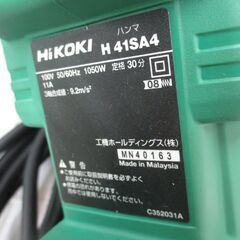 HiKOKI
ハンマ
H 41SA4
100V 50/60Hz 1050W 定格 30分
11A
3軸合成値: 9.2m/s²
08
工機ホールディングス(株)
MN40163
Made in Malaysia
C352031A